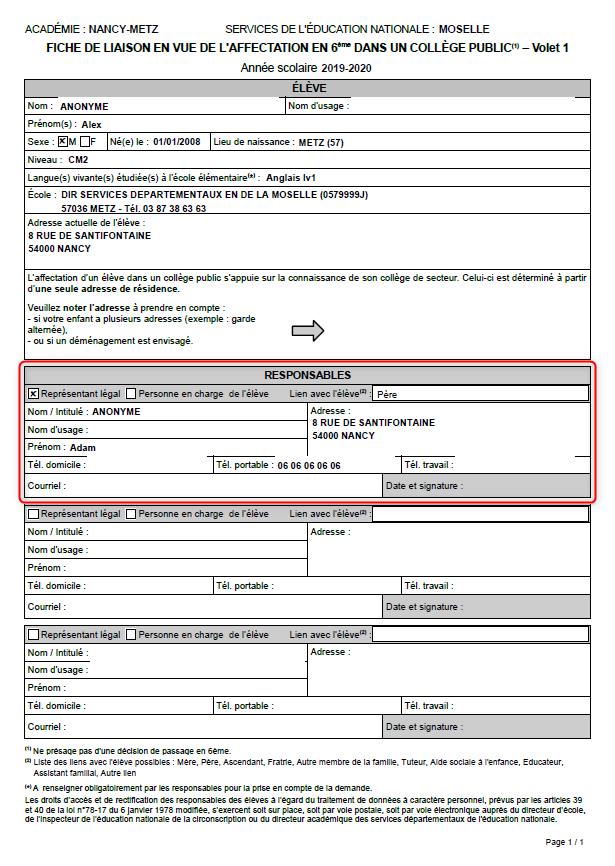 ACADÉMIE : NANCY-METZ SERVICES DE L'ÉDUCATION NATIONALE : MOSELLE
FICHE DE LIAISON EN VUE DE L'AFFECTATION EN 6ème DANS UN COLLÈGE PUBLIC(1) – Volet 1
Année scolaire 2019-2020
ÉLÈVE
Nom : ANONYME Nom d'usage :
Prénom(s) : Alex
Sexe : ☒M ☐F Né(e) le : 01/01/2008 Lieu de naissance : METZ (57)
Niveau : CM2
Langue(s) vivante(s) étudiée(s) à l'école élémentaire(*) : Anglais lv1
École : DIR SERVICES DEPARTEMENTAUX EN DE LA MOSELLE (0579999J)
57036 METZ - Tél. 03 87 38 63 63
Adresse actuelle de l'élève :
8 RUE DE SANTIFONTAINE
54000 NANCY
L'affectation d'un élève dans un collège public s'appuie sur la connaissance de son collège de secteur. Celui-ci est déterminé à partir
d'une seule adresse de résidence.
Veuillez noter l'adresse à prendre en compte :
- si votre enfant a plusieurs adresses (exemple : garde
alternée),
- ou si un déménagement est envisagé.
RESPONSABLES
☒ Représentant légal ☐ Personne en charge de l'élève Lien avec l'élève(2) : Père
Nom / Intitulé : ANONYME
Nom d'usage :
Prénom : Adam
Adresse :
8 RUE DE SANTIFONTAINE
54000 NANCY
Tél. domicile : Tél. portable : 06 06 06 06 06 Tél. travail :
Courriel : Date et signature :
☐ Représentant légal ☐ Personne en charge de l'élève Lien avec l'élève(2) :
Nom / Intitulé : Adresse :
Nom d'usage :
Prénom :
Tél. domicile : Tél. portable : Tél. travail :
Courriel : Date et signature :
☐ Représentant légal ☐ Personne en charge de l'élève Lien avec l'élève(2) :
Nom / Intitulé : Adresse :
Nom d'usage :
Prénom :
Tél. domicile : Tél. portable : Tél. travail :
Courriel : Date et signature :
(1) Ne présage pas d'une décision de passage en 6ème.
(2) Liste des liens avec l'élève possibles : Mère, Père, Ascendant, Fratrie, Autre membre de la famille, Tuteur, Aide sociale à l'enfance, Educateur,
Assistant familial, Autre lien
(*) A renseigner obligatoirement par les responsables pour la prise en compte de la demande.
Les droits d'accès et de rectification des responsables des élèves à l'égard du traitement de données à caractère personnel, prévus par les articles 39
et 40 de la loi n°78-17 du 6 janvier 1978 modifiée, s'exercent soit sur place, soit par voie postale, soit par voie électronique auprès du directeur d'école,
de l'inspecteur de l'éducation nationale de la circonscription ou du directeur académique des services départementaux de l'éducation nationale.
Page 1 / 1